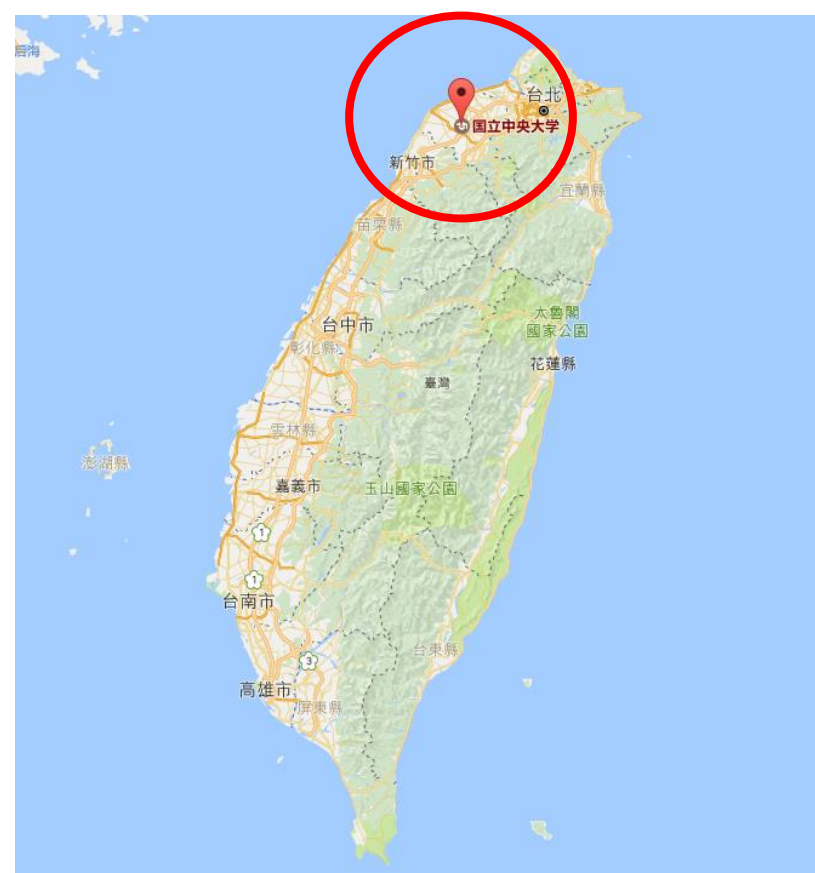 台北
国立中央大学
新竹市
宜蘭縣
苗栗縣
太魯閣
國家公園
台中市
彰化縣
花蓮縣
臺灣
雲林縣
澎湖縣
嘉義市
玉山國家公園
1
1
台南市
台東縣
3
高雄市
屏東縣